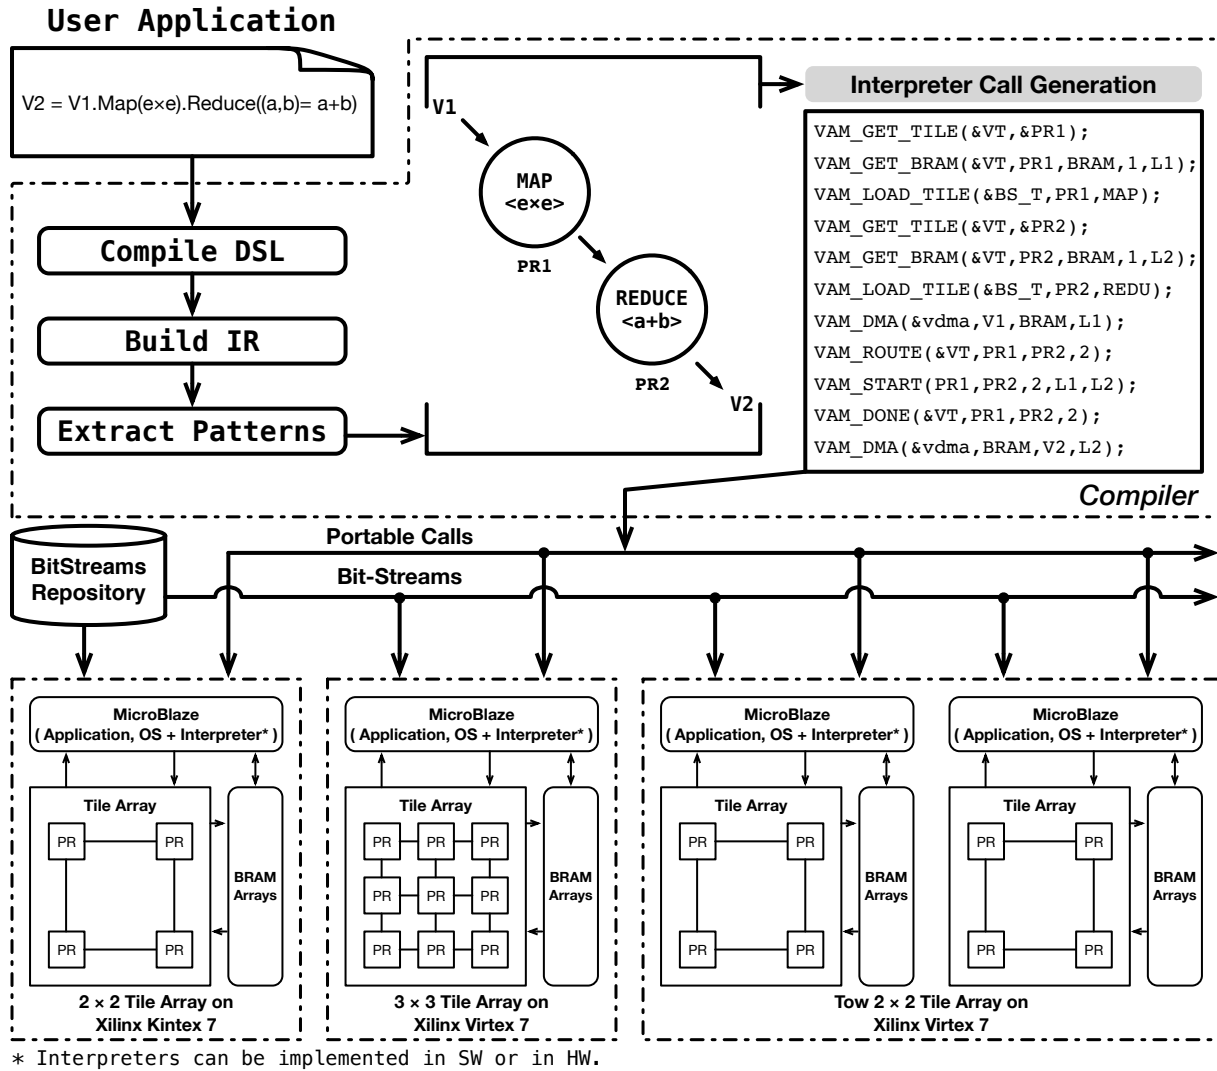 User Application
V2 = V1.Map(e×e).Reduce((a,b)= a+b)
Compile DSL
Build IR
Extract Patterns
V1
MAP
<e×e>
PR1
REDUCE
<a+b>
PR2
V2
Interpreter Call Generation
VAM_GET_TILE(&VT,&PR1);
VAM_GET_BRAM(&VT,PR1,BRAM,1,L1);
VAM_LOAD_TILE(&BS_T,PR1,MAP);
VAM_GET_TILE(&VT,&PR2);
VAM_GET_BRAM(&VT,PR2,BRAM,1,L2);
VAM_LOAD_TILE(&BS_T,PR2,REDU);
VAM_DMA(&vdma,V1,BRAM,L1);
VAM_ROUTE(&VT,PR1,PR2,2);
VAM_START(PR1,PR2,2,L1,L2);
VAM_DONE(&VT,PR1,PR2,2);
VAM_DMA(&vdma,BRAM,V2,L2);
Compiler
BitStreams
Repository
Portable Calls
Bit-Streams
MicroBlaze
( Application, OS + Interpreter* )
Tile Array
PR PR
PR PR
BRAM
Arrays
2 × 2 Tile Array on
Xilinx Kintex 7
MicroBlaze
( Application, OS + Interpreter* )
Tile Array
PR PR PR
PR PR PR
PR PR PR
BRAM
Arrays
3 × 3 Tile Array on
Xilinx Virtex 7
MicroBlaze
( Application, OS + Interpreter* )
Tile Array
PR PR
PR PR
BRAM
Arrays
MicroBlaze
( Application, OS + Interpreter* )
Tile Array
PR PR
PR PR
BRAM
Arrays
Tow 2 × 2 Tile Array on
Xilinx Virtex 7
* Interpreters can be implemented in SW or in HW.